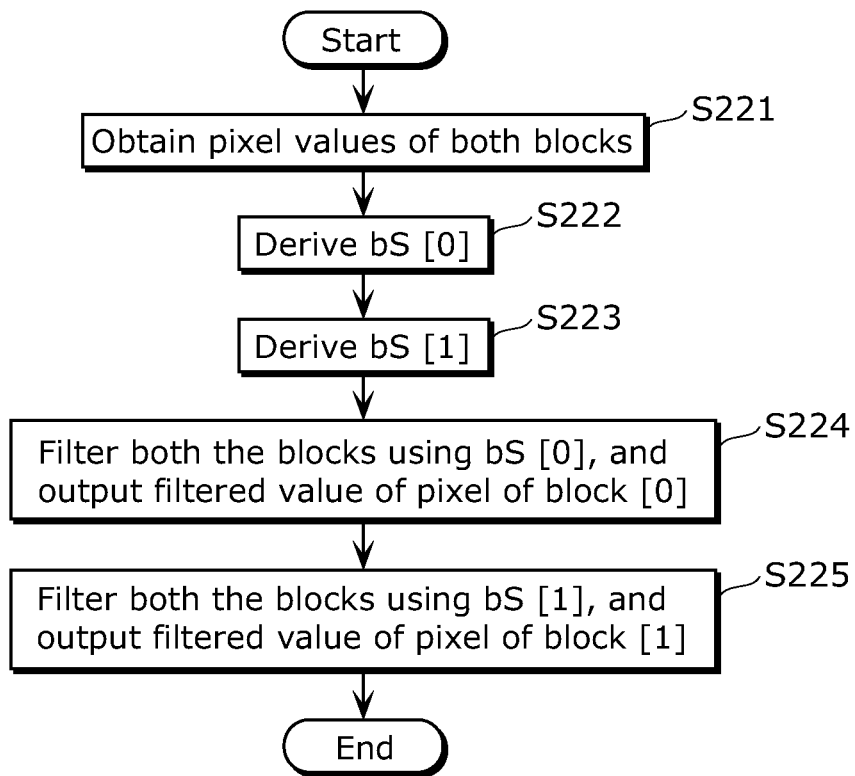 Start
S221
Obtain pixel values of both blocks
S222
Derive bS [0]
S223
Derive bS [1]
S224
Filter both the blocks using bS [0], and
output filtered value of pixel of block [0]
S225
Filter both the blocks using bS [1], and
output filtered value of pixel of block [1]
End